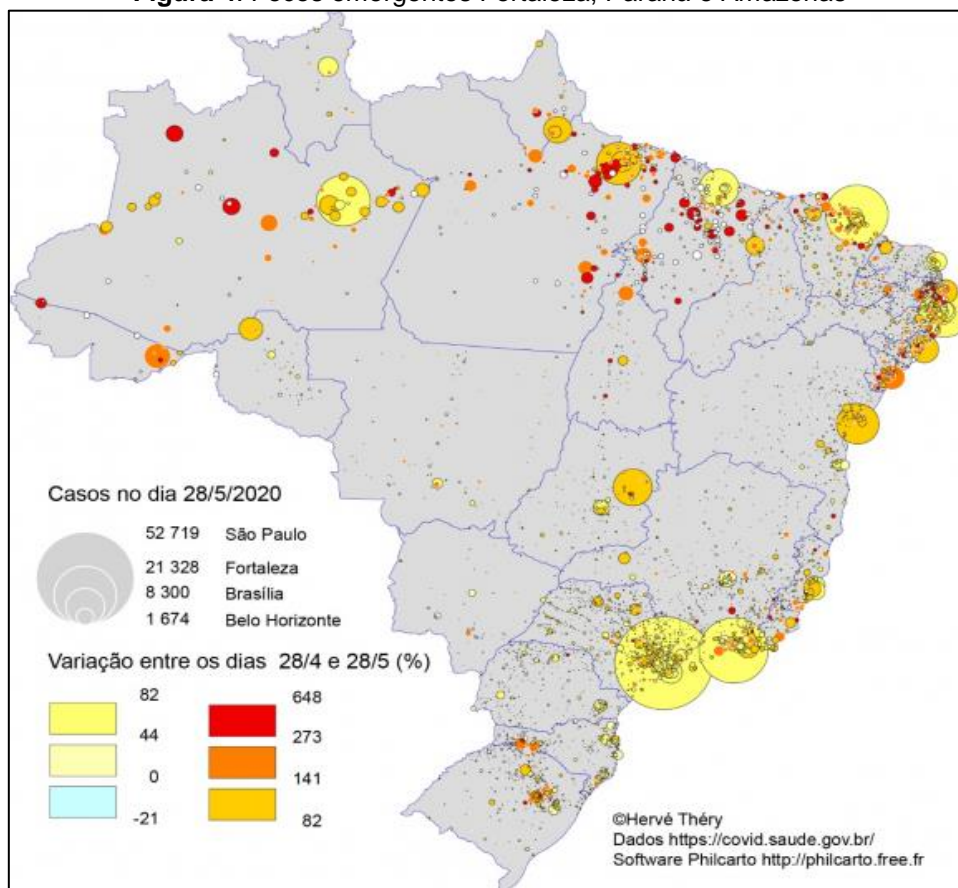 Casos no dia 28/5/2020
52 719 São Paulo
21 328 Fortaleza
8 300 Brasília
1 674 Belo Horizonte
Variação entre os dias 28/4 e 28/5 (%)
82
44
0
-21
648
273
141
82
©Hervé Théry
Dados https://covid.saude.gov.br/
Software Philcarto http://philcarto.free.fr